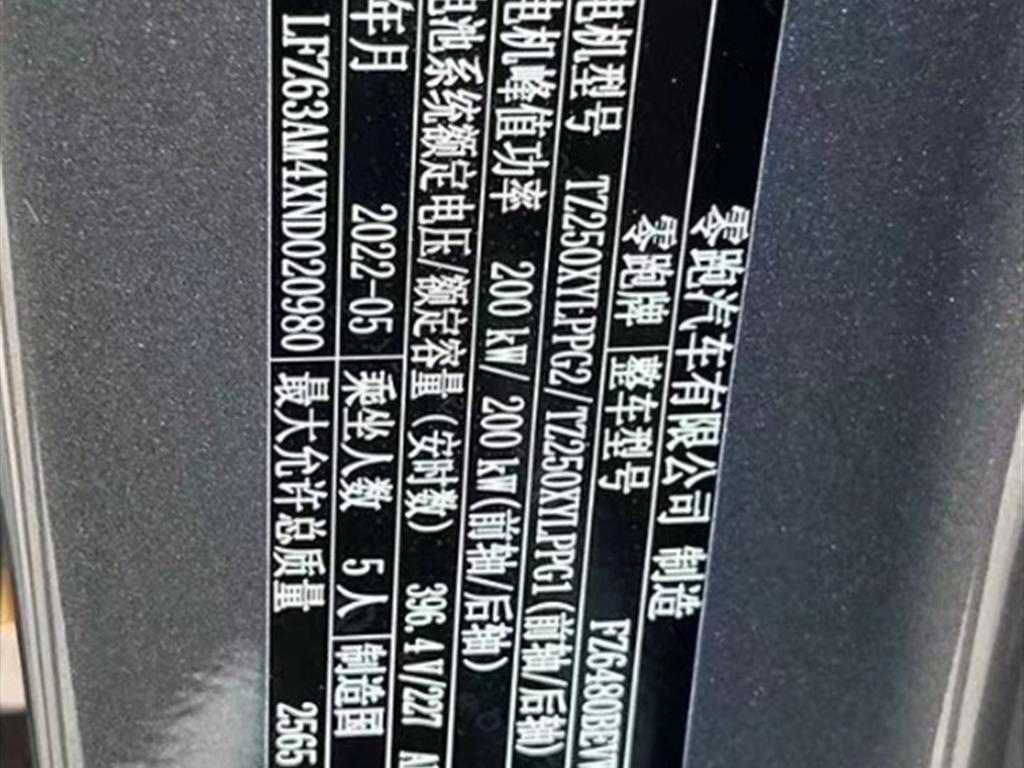 零跑汽车有限公司 制造
零跑牌 整车型号 FZ6480BEV
电机型号 TZ250XYLPPG2/TZ250XYLPPG1(前轴/后轴)
电机峰值功率 200 kW/ 200 kW(前轴/后轴)
电池系统额定电压/额定容量(安时数) 396.4 V/227 A
年月 2022-05 乘坐人数 5人 制造国
LFZ63AM4XND020980 最大允许总质量 2565